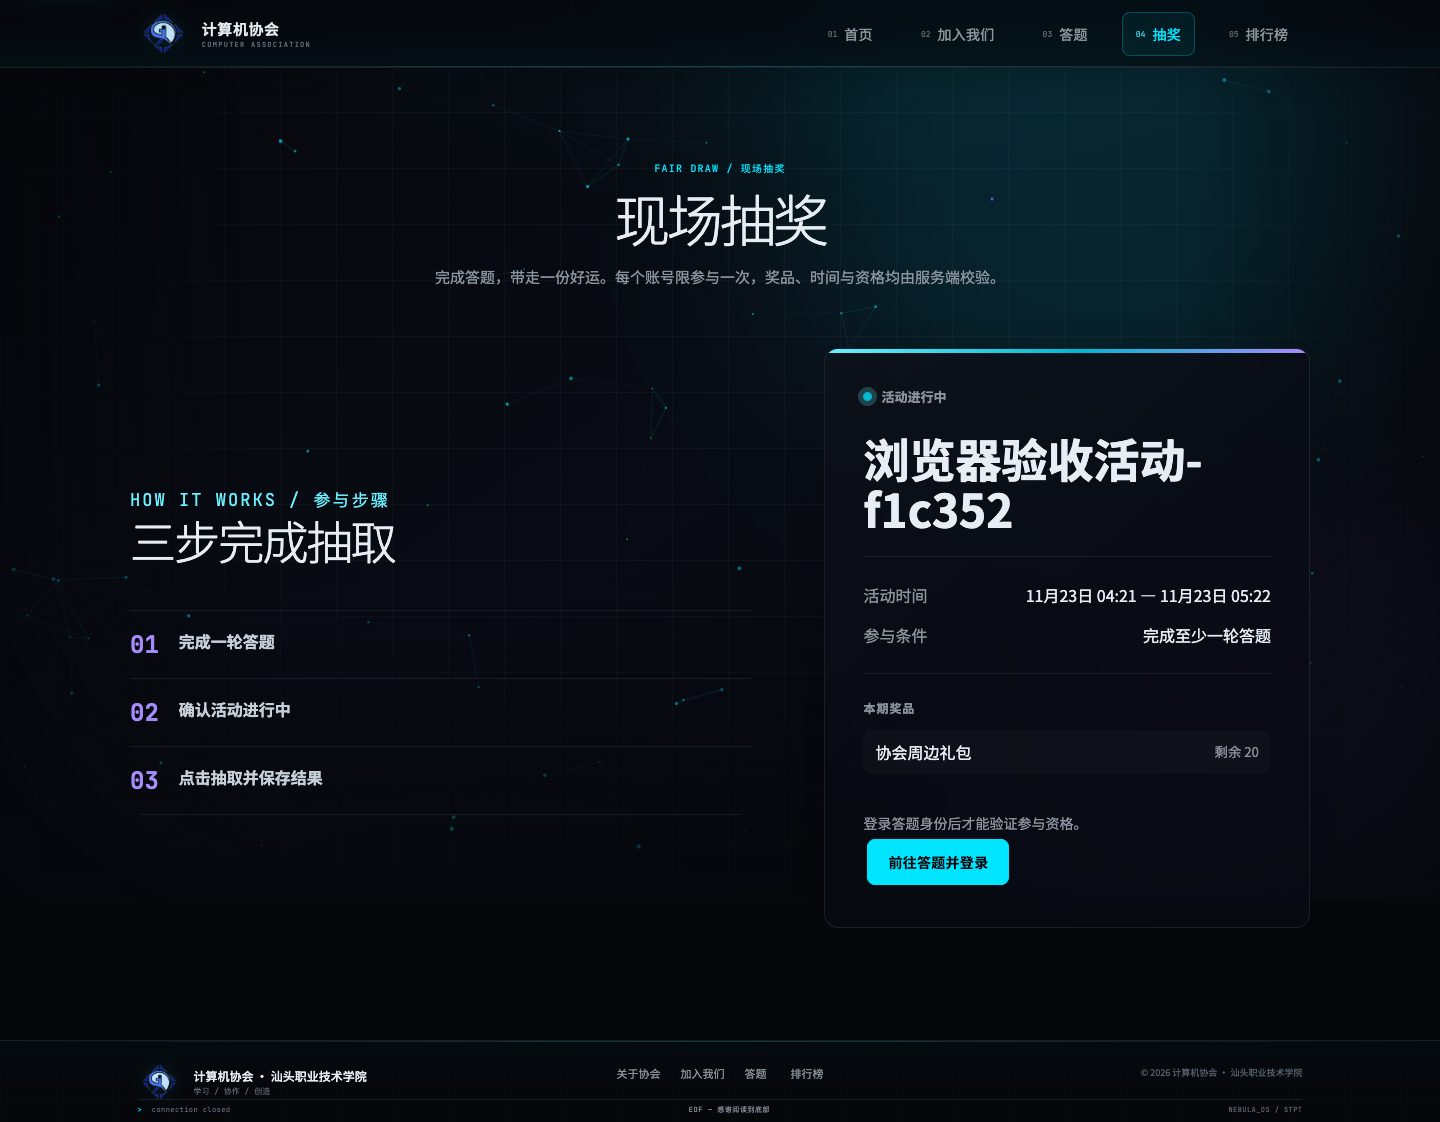 计算机协会
COMPUTER ASSOCIATION
01 首页
02 加入我们
03 答题
04 抽奖
05 排行榜
FAIR DRAW / 现场抽奖
现场抽奖
完成答题，带走一份好运。每个账号限参与一次，奖品、时间与资格均由服务端校验。
HOW IT WORKS / 参与步骤
三步完成抽取
01 完成一轮答题
02 确认活动进行中
03 点击抽取并保存结果
活动进行中
浏览器验收活动-
f1c352
活动时间 11月23日 04:21 — 11月23日 05:22
参与条件 完成至少一轮答题
本期奖品
协会周边礼包 剩余 20
登录答题身份后才能验证参与资格。
前往答题并登录
计算机协会 · 汕头职业技术学院
学习 / 协作 / 创造
关于协会 加入我们 答题 排行榜
© 2026 计算机协会 · 汕头职业技术学院
> connection closed
EOF — 感谢阅读到底部
NEBULA_OS / STPT